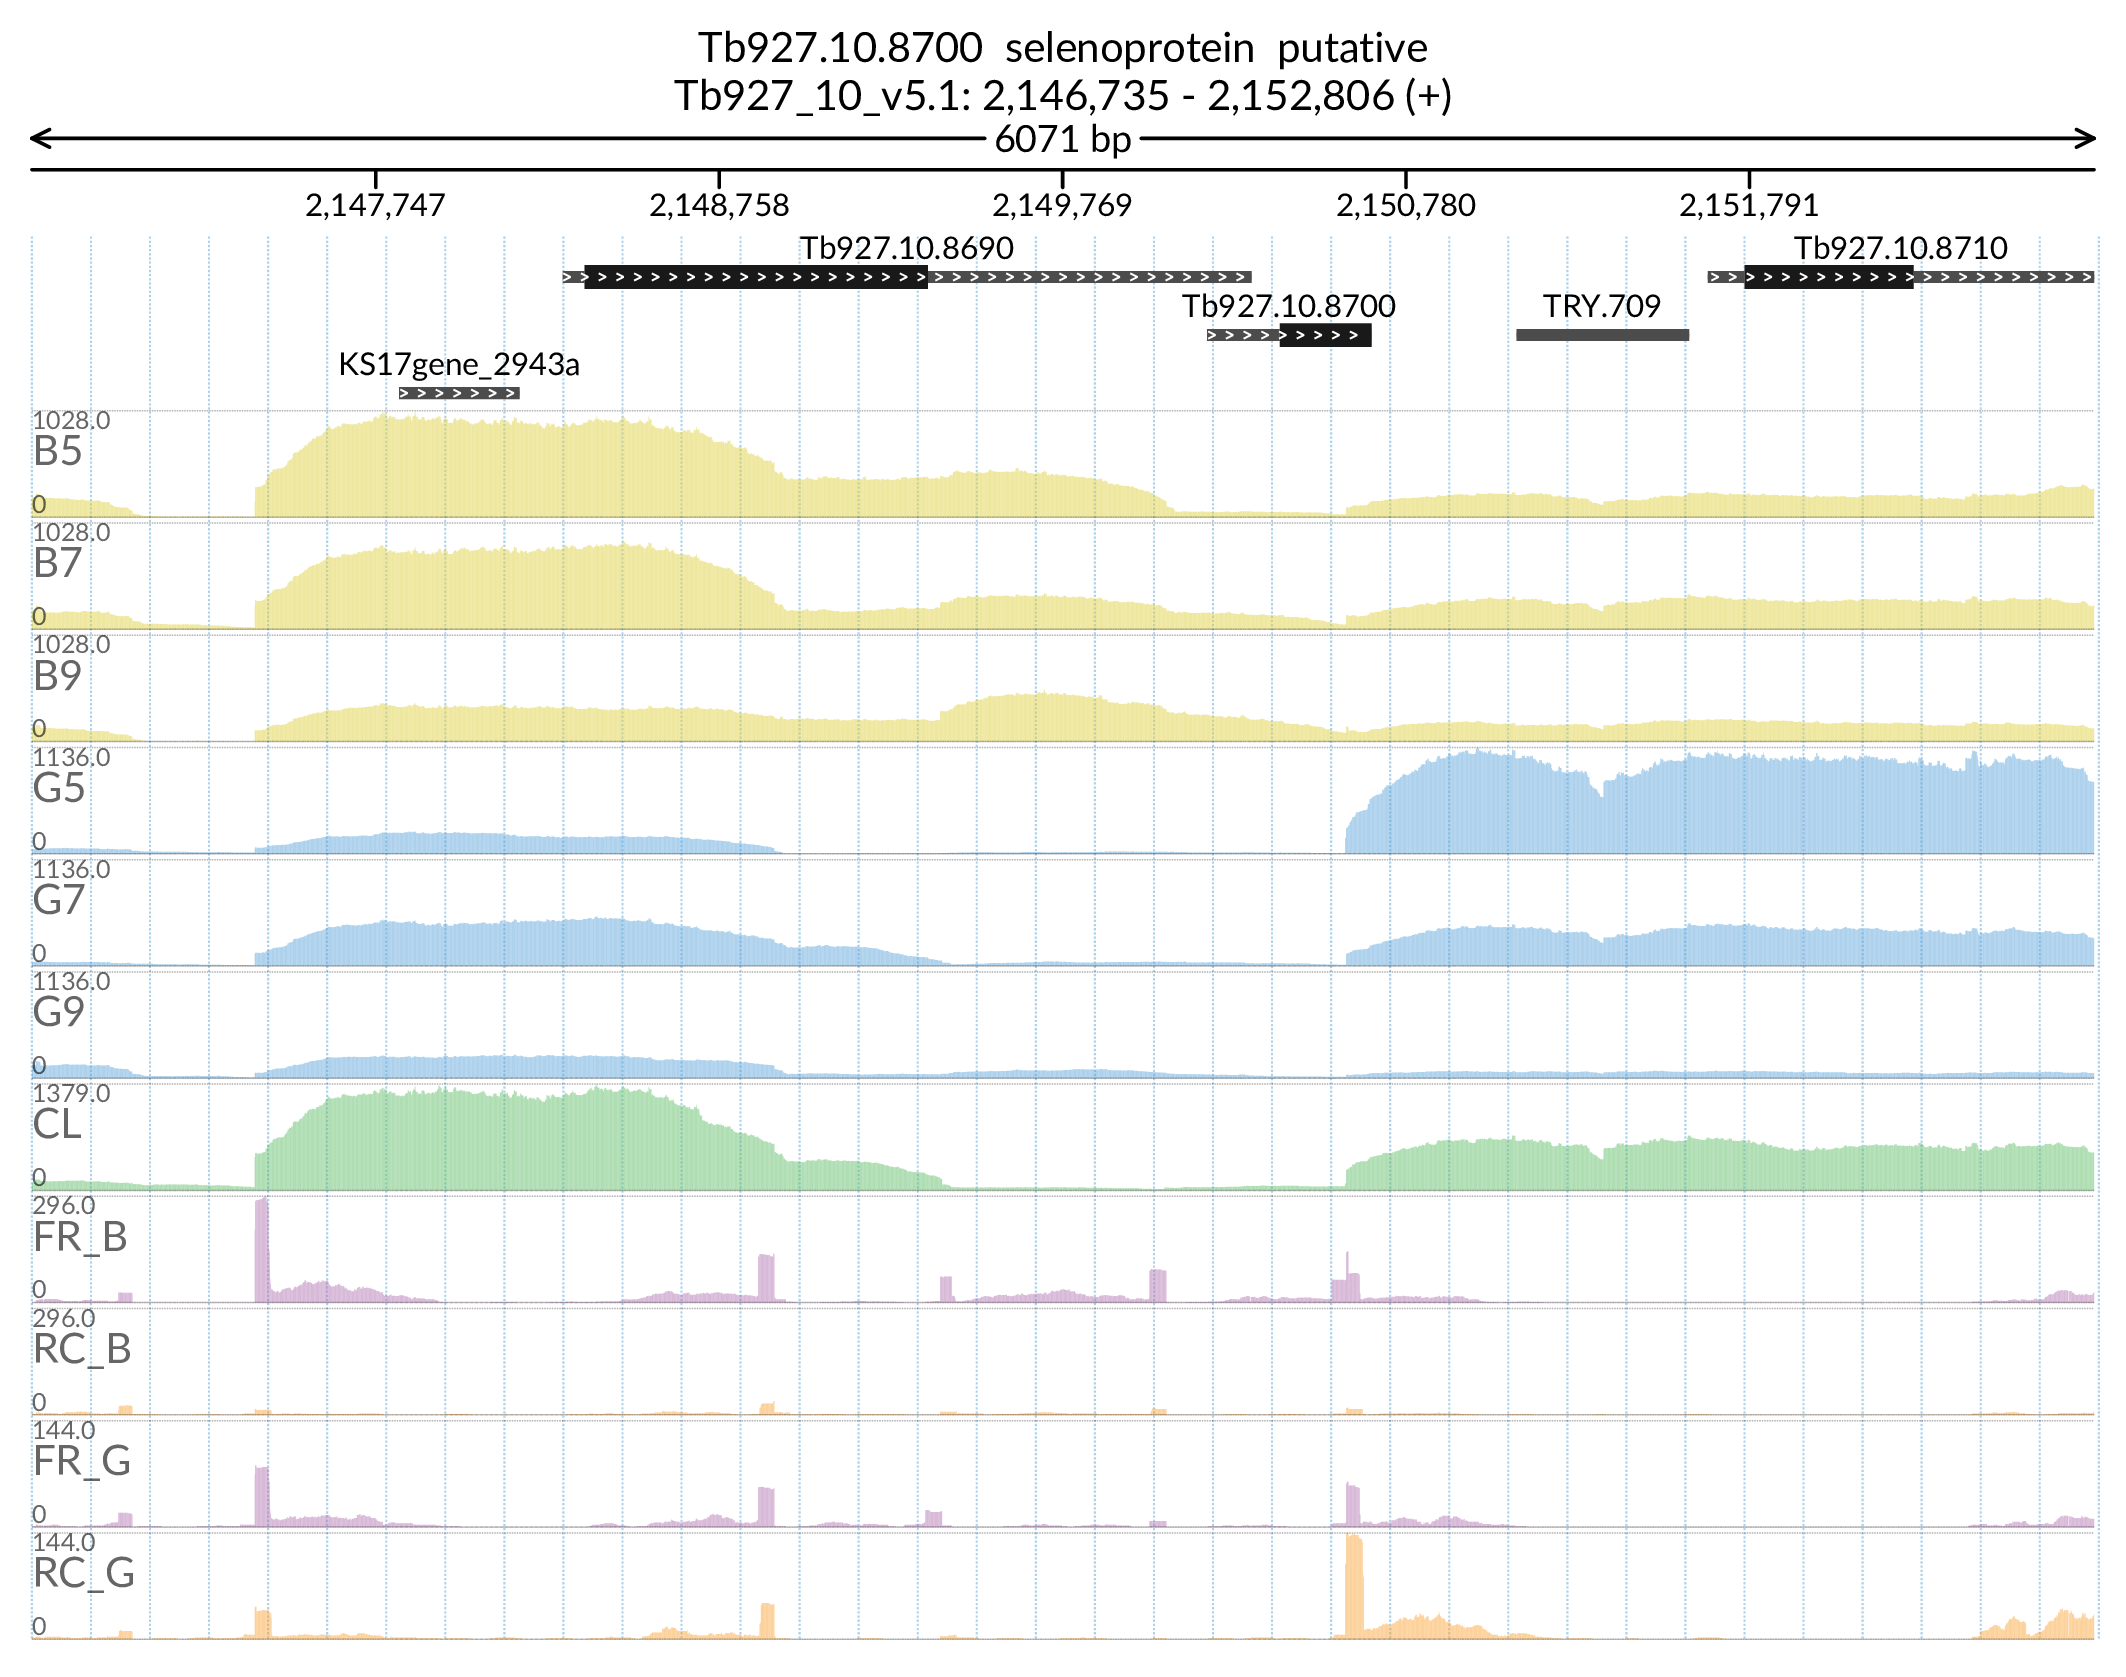 Tb927.10.8700 selenoprotein putative
Tb927_10_v5.1: 2,146,735 - 2,152,806 (+)
6071 bp
2,147,747 2,148,758 2,149,769 2,150,780 2,151,791
Tb927.10.8690 Tb927.10.8710
Tb927.10.8700 TRY.709
KS17gene_2943a
1028.0
B5
0
1028.0
B7
0
1028.0
B9
0
1136.0
G5
0
1136.0
G7
0
1136.0
G9
0
1379.0
CL
0
296.0
FR_B
0
296.0
RC_B
0
144.0
FR_G
0
144.0
RC_G
0